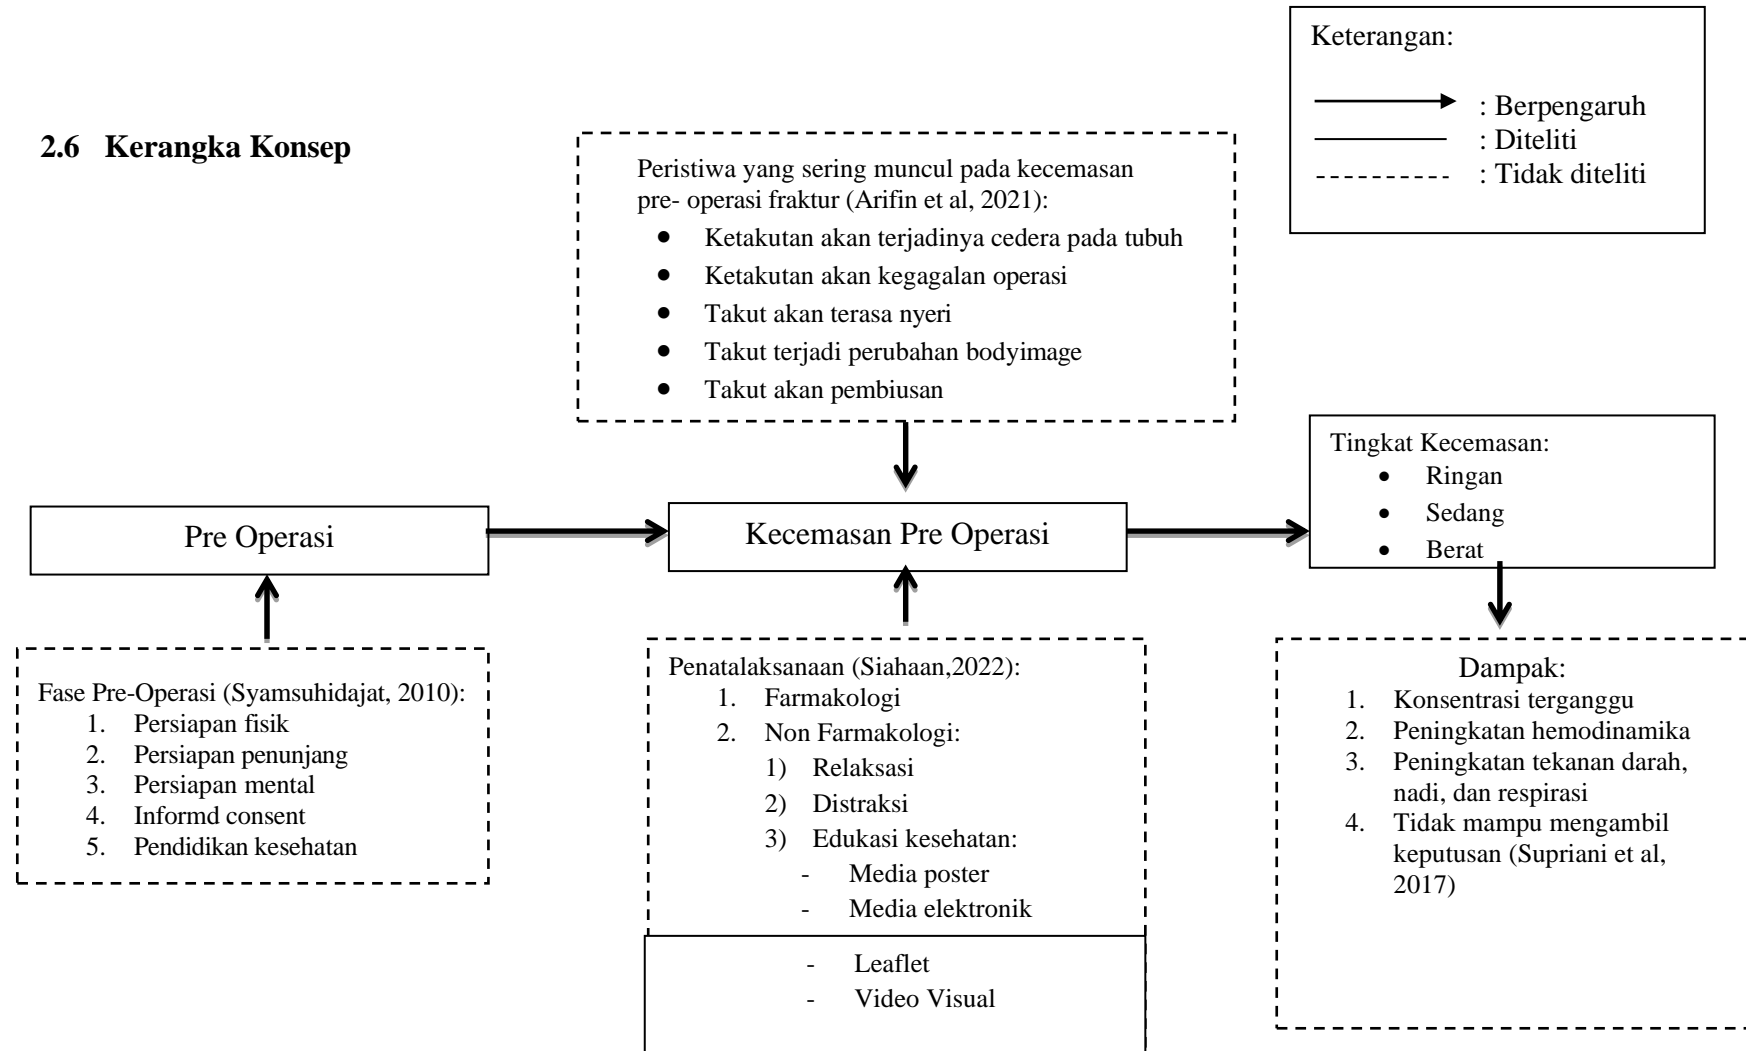 Keterangan:
: Berpengaruh
: Diteliti
: Tidak diteliti
2.6 Kerangka Konsep
Peristiwa yang sering muncul pada kecemasan
pre- operasi fraktur (Arifin et al, 2021):
● Ketakutan akan terjadinya cedera pada tubuh
● Ketakutan akan kegagalan operasi
● Takut akan terasa nyeri
● Takut terjadi perubahan bodyimage
● Takut akan pembiusan
Pre Operasi
Kecemasan Pre Operasi
Tingkat Kecemasan:
● Ringan
● Sedang
● Berat
Fase Pre-Operasi (Syamsuhidajat, 2010):
1. Persiapan fisik
2. Persiapan penunjang
3. Persiapan mental
4. Informd consent
5. Pendidikan kesehatan
Penatalaksanaan (Siahaan,2022):
1. Farmakologi
2. Non Farmakologi:
1) Relaksasi
2) Distraksi
3) Edukasi kesehatan:
- Media poster
- Media elektronik
- Leaflet
- Video Visual
Dampak:
1. Konsentrasi terganggu
2. Peningkatan hemodinamika
3. Peningkatan tekanan darah,
nadi, dan respirasi
4. Tidak mampu mengambil
keputusan (Supriani et al,
2017)